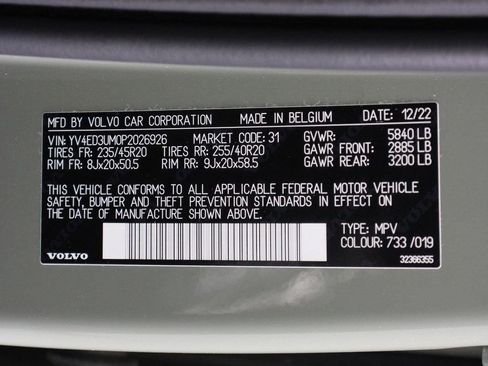 MFD BY VOLVO CAR CORPORATION MADE IN BELGIUM DATE: 12/22
VIN: YV4ED3UM0P2026926 MARKET CODE: 31 GVWR: 5840 LB
TIRES FR: 235/45R20 TIRES RR: 255/40R20 GAWR FRONT: 2885 LB
RIM FR: 8Jx20x50.5 RIM RR: 9Jx20x58.5 GAWR REAR: 3200 LB
THIS VEHICLE CONFORMS TO ALL APPLICABLE FEDERAL MOTOR VEHICLE
SAFETY, BUMPER AND THEFT PREVENTION STANDARDS IN EFFECT ON
DATE OF MANUFACTURE SHOWN ABOVE.
TYPE: MPV
COLOUR: 733 /019
VOLVO 32366355